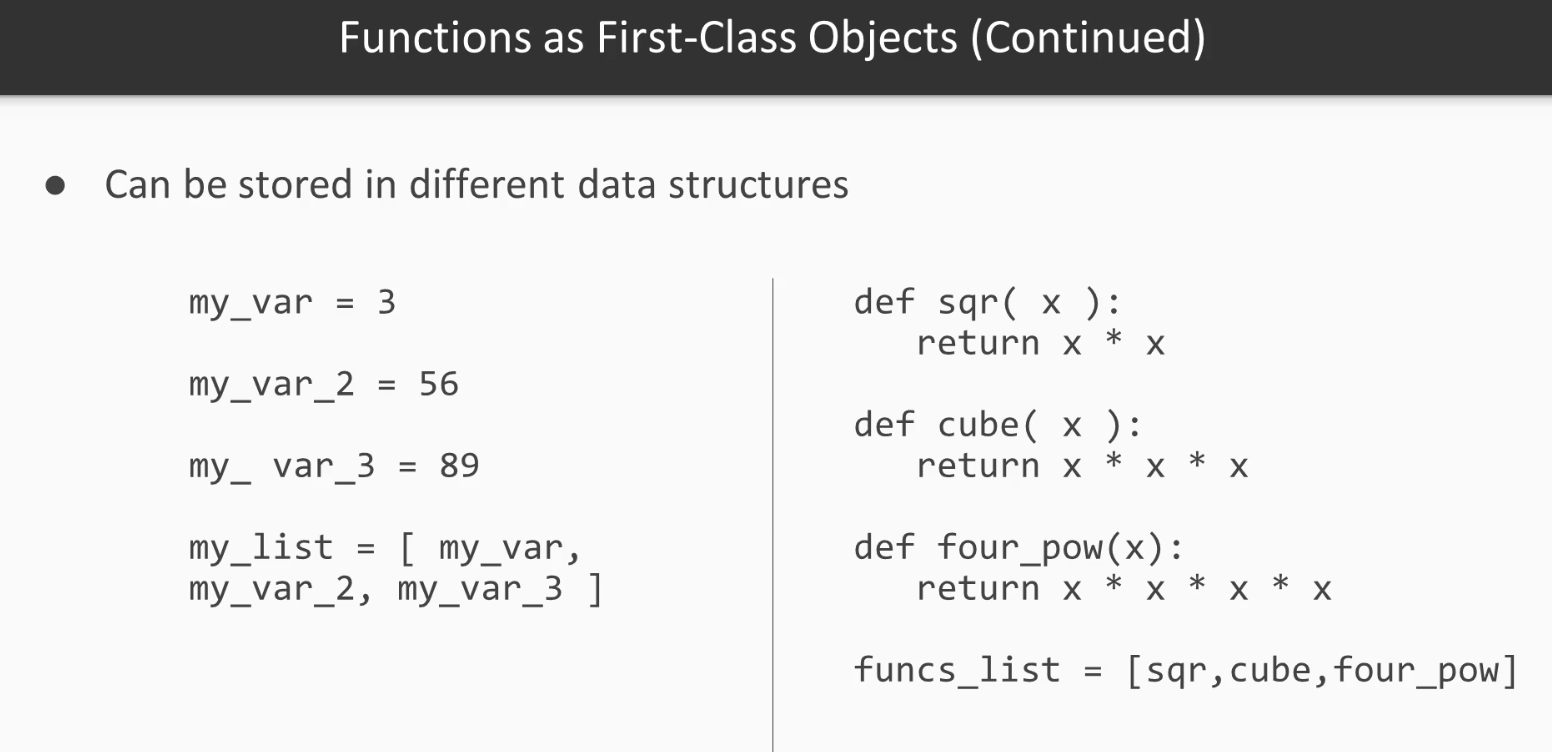 Functions as First-Class Objects (Continued)
● Can be stored in different data structures
my_var = 3
my_var_2 = 56
my_ var_3 = 89
my_list = [ my_var,
my_var_2, my_var_3 ]
def sqr( x ):
return x * x
def cube( x ):
return x * x * x
def four_pow(x):
return x * x * x * x
funcs_list = [sqr,cube,four_pow]